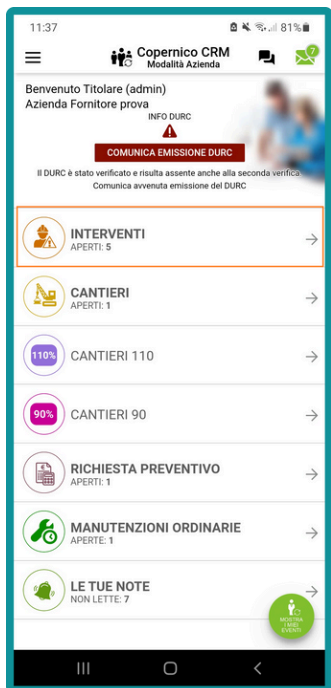 11:37
81%
Copernico CRM
Modalità Azienda
7
Benvenuto Titolare (admin)
Azienda Fornitore prova
INFO DURC
COMUNICA EMISSIONE DURC
Il DURC è stato verificato e risulta assente anche alla seconda verifica.
Comunica avvenuta emissione del DURC
INTERVENTI
APERTI: 5
CANTIERI
APERTI: 1
110%
CANTIERI 110
90%
CANTIERI 90
RICHIESTA PREVENTIVO
APERTI: 1
MANUTENZIONI ORDINARIE
APERTE: 1
LE TUE NOTE
NON LETTE: 7
MOSTRA
I MIEI
EVENTI